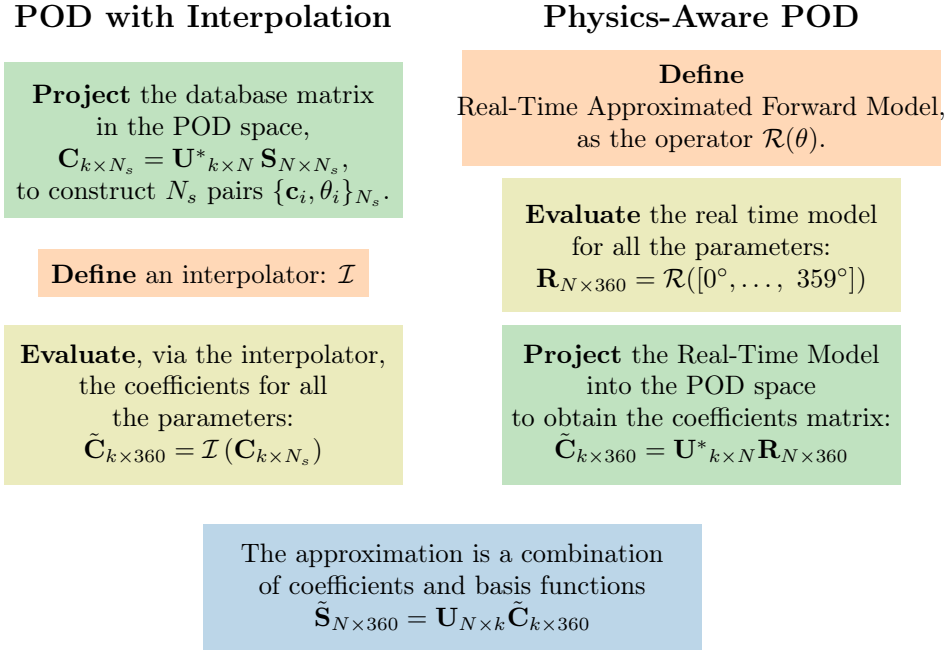 POD with Interpolation
Project the database matrix
in the POD space,
C_{k×N_s} = U*_{k×N} S_{N×N_s},
to construct N_s pairs {c_i, θ_i}_{N_s}.
Define an interpolator: ℐ
Evaluate, via the interpolator,
the coefficients for all
the parameters:
C̃_{k×360} = ℐ (C_{k×N_s})
Physics-Aware POD
Define
Real-Time Approximated Forward Model,
as the operator ℛ(θ).
Evaluate the real time model
for all the parameters:
R_{N×360} = ℛ([0°, . . . , 359°])
Project the Real-Time Model
into the POD space
to obtain the coefficients matrix:
C̃_{k×360} = U*_{k×N} R_{N×360}
The approximation is a combination
of coefficients and basis functions
S̃_{N×360} = U_{N×k} C̃_{k×360}